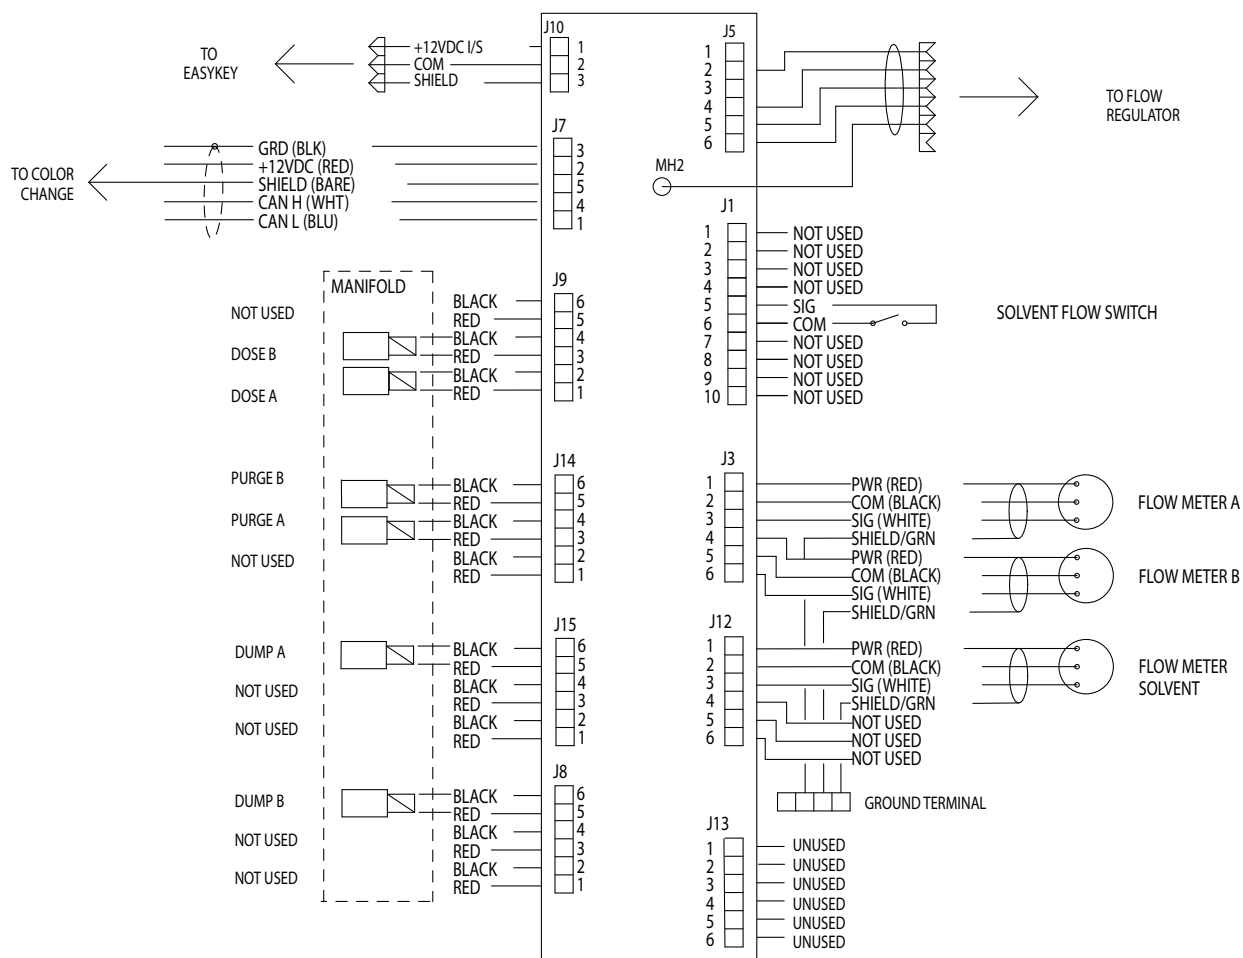 J10
TO
EASYKEY
+12VDC I/S 1
COM 2
SHIELD 3
J7
TO COLOR
CHANGE
GRD (BLK) 3
+12VDC (RED) 2
SHIELD (BARE) 5
CAN H (WHT) 4
CAN L (BLU) 1
MANIFOLD
J9
NOT USED
DOSE B
DOSE A
BLACK 6
RED 5
BLACK 4
RED 3
BLACK 2
RED 1
J14
PURGE B
PURGE A
NOT USED
BLACK 6
RED 5
BLACK 4
RED 3
BLACK 2
RED 1
J15
DUMP A
NOT USED
NOT USED
BLACK 6
RED 5
BLACK 4
RED 3
BLACK 2
RED 1
J8
DUMP B
NOT USED
NOT USED
BLACK 6
RED 5
BLACK 4
RED 3
BLACK 2
RED 1
J5
1
2
3
4
5
6
TO FLOW
REGULATOR
MH2
J1
1 NOT USED
2 NOT USED
3 NOT USED
4 NOT USED
5 SIG
6 COM
7 NOT USED
8 NOT USED
9 NOT USED
10 NOT USED
SOLVENT FLOW SWITCH
J3
1 PWR (RED)
2 COM (BLACK)
3 SIG (WHITE)
4 SHIELD/GRN
5 PWR (RED)
6 COM (BLACK)
SIG (WHITE)
SHIELD/GRN
FLOW METER A
FLOW METER B
J12
1 PWR (RED)
2 COM (BLACK)
3 SIG (WHITE)
4 SHIELD/GRN
5 NOT USED
6 NOT USED
NOT USED
FLOW METER
SOLVENT
GROUND TERMINAL
J13
1 UNUSED
2 UNUSED
3 UNUSED
4 UNUSED
5 UNUSED
6 UNUSED